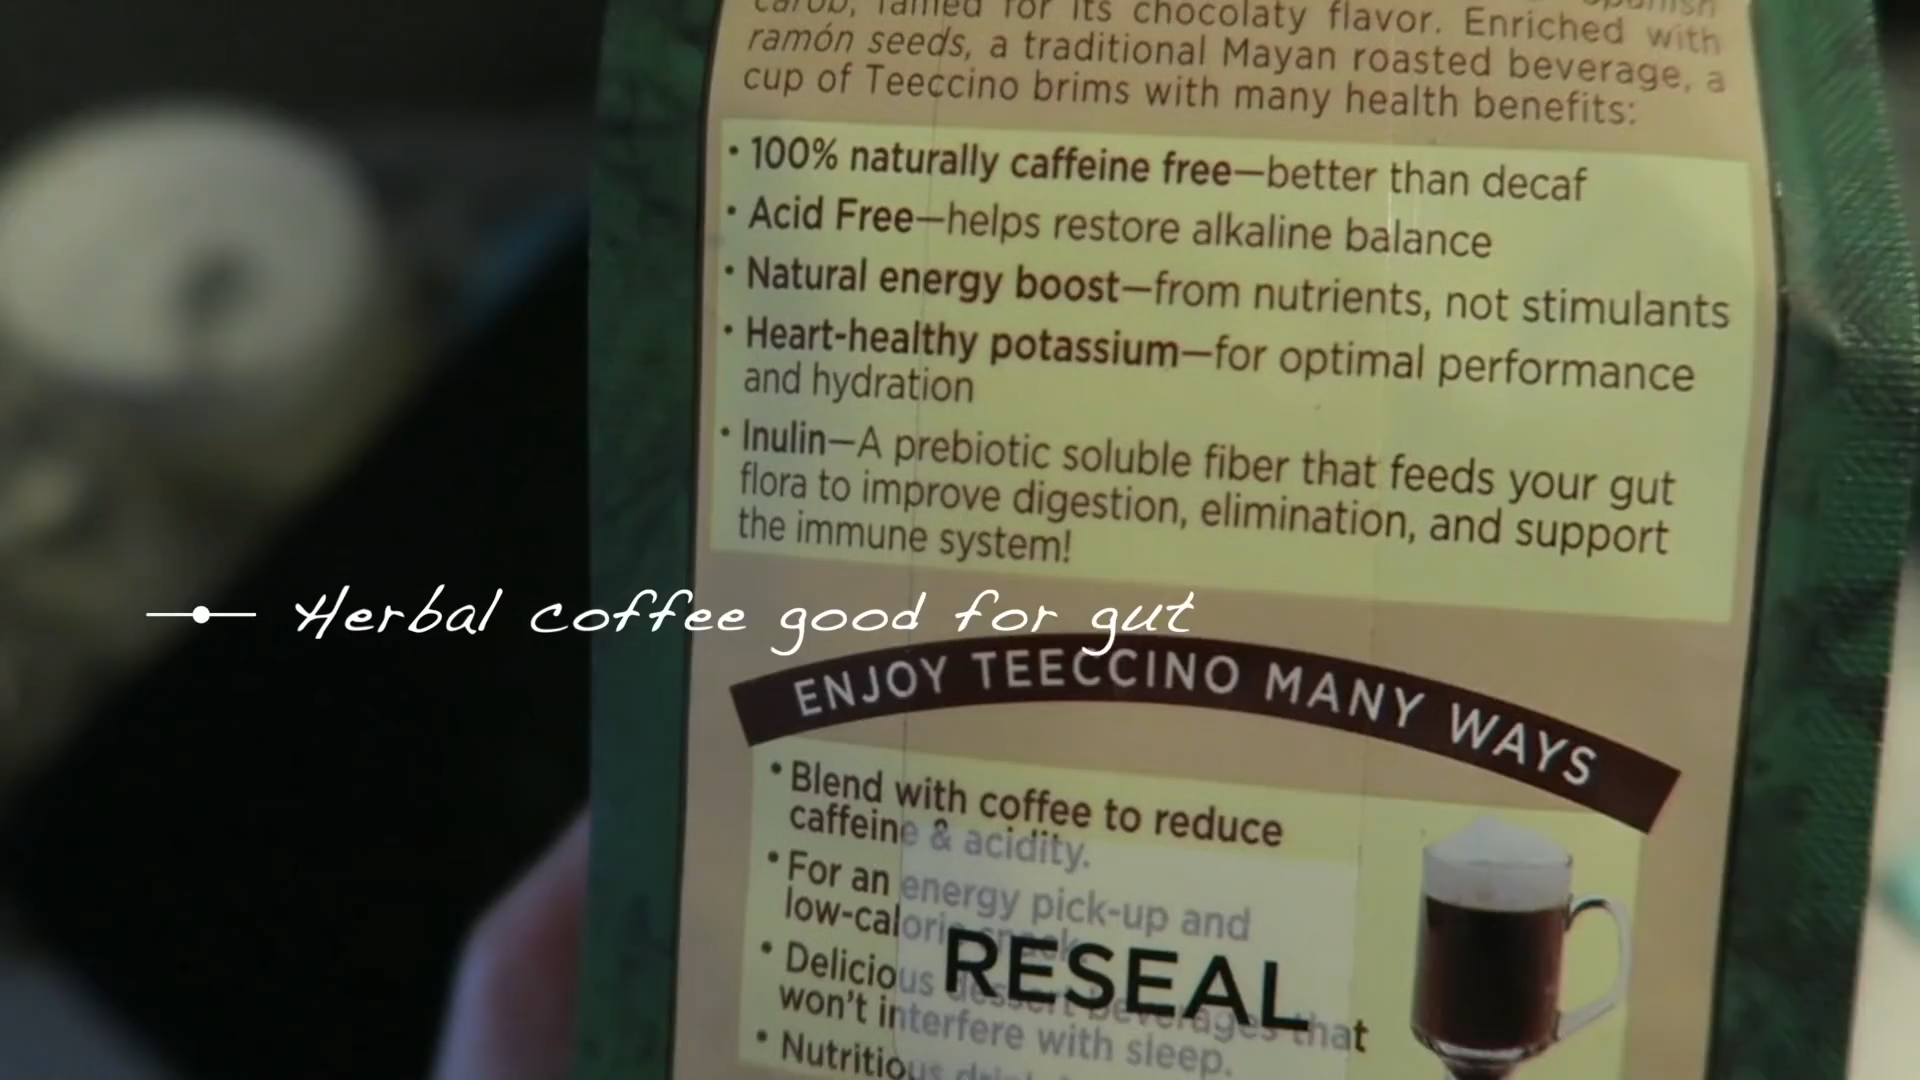 carob, famed for its chocolaty flavor. Enriched with
ramón seeds, a traditional Mayan roasted beverage, a
cup of Teeccino brims with many health benefits:
• 100% naturally caffeine free—better than decaf
• Acid Free—helps restore alkaline balance
• Natural energy boost—from nutrients, not stimulants
• Heart-healthy potassium—for optimal performance
and hydration
• Inulin—A prebiotic soluble fiber that feeds your gut
flora to improve digestion, elimination, and support
the immune system!
Herbal coffee good for gut
ENJOY TEECCINO MANY WAYS
• Blend with coffee to reduce
caffeine & acidity.
• For an energy pick-up and
low-calorie snack
• Delicious dessert beverages that
won't interfere with sleep.
• Nutritious
RESEAL